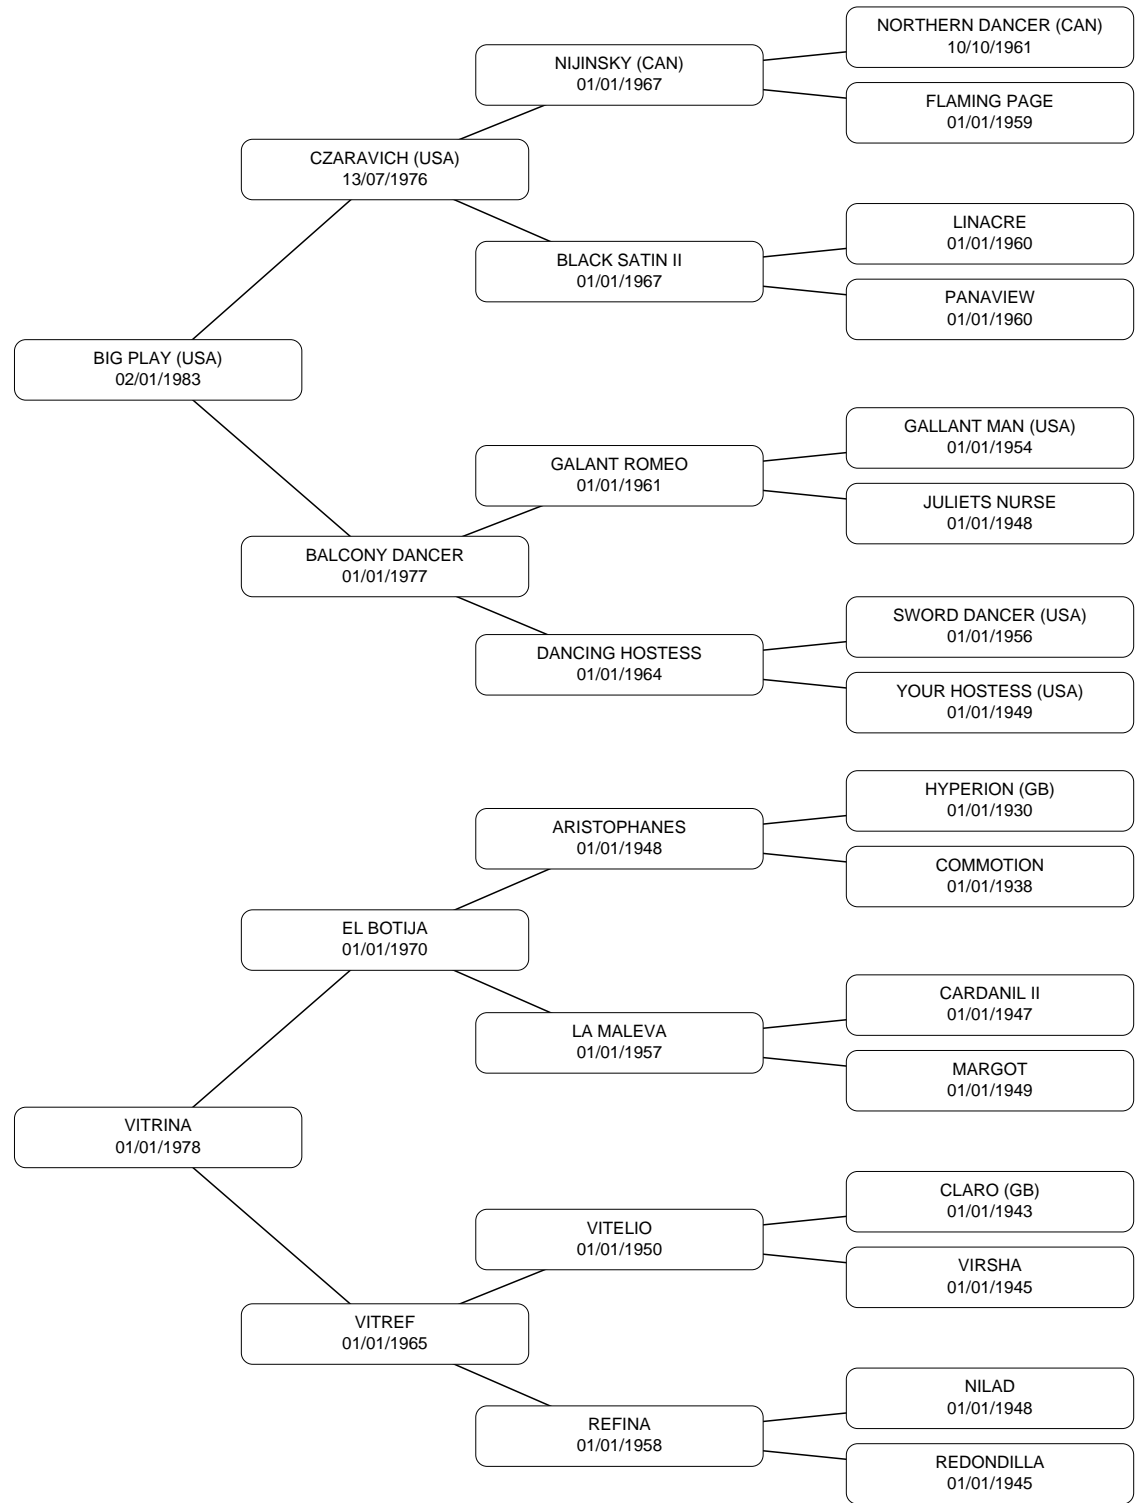 NORTHERN DANCER (CAN)
10/10/1961
NIJINSKY (CAN)
01/01/1967
FLAMING PAGE
01/01/1959
CZARAVICH (USA)
13/07/1976
LINACRE
01/01/1960
BLACK SATIN II
01/01/1967
PANAVIEW
01/01/1960
BIG PLAY (USA)
02/01/1983
GALLANT MAN (USA)
01/01/1954
GALANT ROMEO
01/01/1961
JULIETS NURSE
01/01/1948
BALCONY DANCER
01/01/1977
SWORD DANCER (USA)
01/01/1956
DANCING HOSTESS
01/01/1964
YOUR HOSTESS (USA)
01/01/1949
HYPERION (GB)
01/01/1930
ARISTOPHANES
01/01/1948
COMMOTION
01/01/1938
EL BOTIJA
01/01/1970
CARDANIL II
01/01/1947
LA MALEVA
01/01/1957
MARGOT
01/01/1949
VITRINA
01/01/1978
CLARO (GB)
01/01/1943
VITELIO
01/01/1950
VIRSHA
01/01/1945
VITREF
01/01/1965
NILAD
01/01/1948
REFINA
01/01/1958
REDONDILLA
01/01/1945